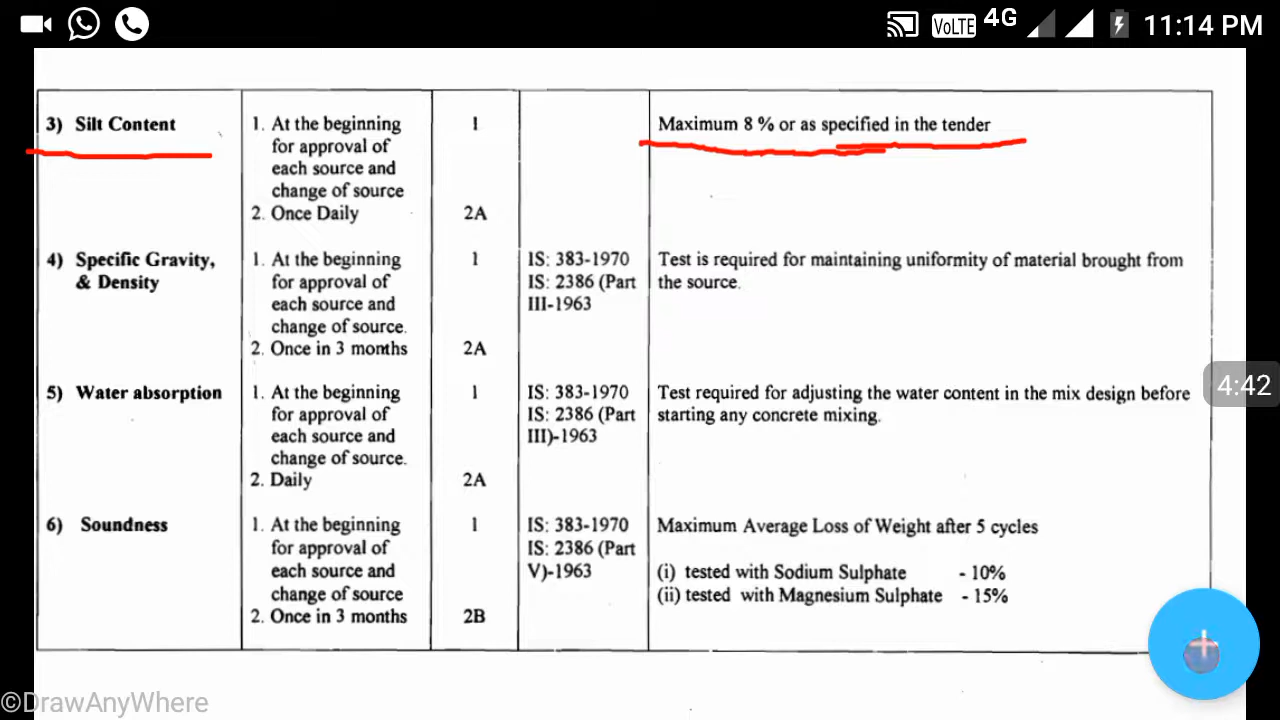 VoLTE 4G 11:14 PM
3) Silt Content
1. At the beginning
for approval of
each source and
change of source
2. Once Daily
1
2A
Maximum 8 % or as specified in the tender
4) Specific Gravity,
& Density
1. At the beginning
for approval of
each source and
change of source.
2. Once in 3 months
1
2A
IS: 383-1970
IS: 2386 (Part
III-1963
Test is required for maintaining uniformity of material brought from
the source.
5) Water absorption
1. At the beginning
for approval of
each source and
change of source.
2. Daily
1
2A
IS: 383-1970
IS: 2386 (Part
III)-1963
Test required for adjusting the water content in the mix design before
starting any concrete mixing.
4:42
6) Soundness
1. At the beginning
for approval of
each source and
change of source
2. Once in 3 months
1
2B
IS: 383-1970
IS: 2386 (Part
V)-1963
Maximum Average Loss of Weight after 5 cycles
(i) tested with Sodium Sulphate - 10%
(ii) tested with Magnesium Sulphate - 15%
©DrawAnyWhere